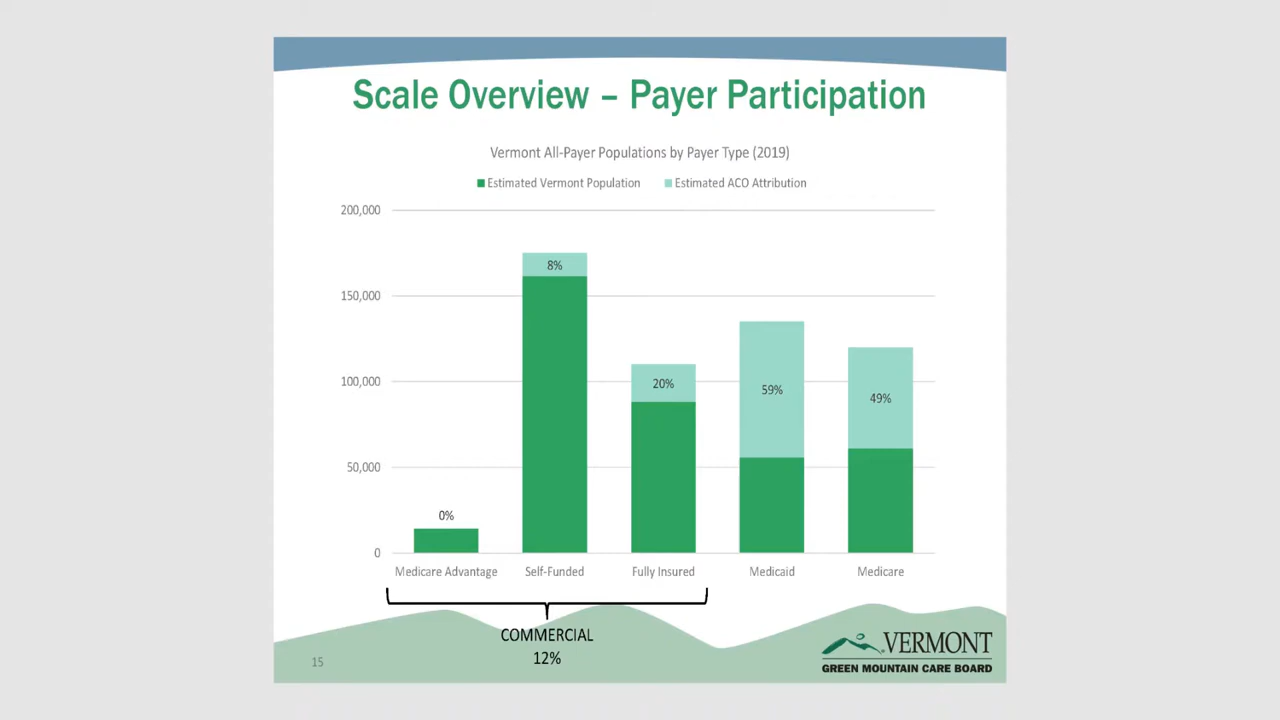 Scale Overview – Payer Participation
Vermont All-Payer Populations by Payer Type (2019)
Estimated Vermont Population Estimated ACO Attribution
200,000
150,000
100,000
50,000
0
0%
8%
20%
59%
49%
Medicare Advantage Self-Funded Fully Insured Medicaid Medicare
COMMERCIAL
12%
15
VERMONT
GREEN MOUNTAIN CARE BOARD